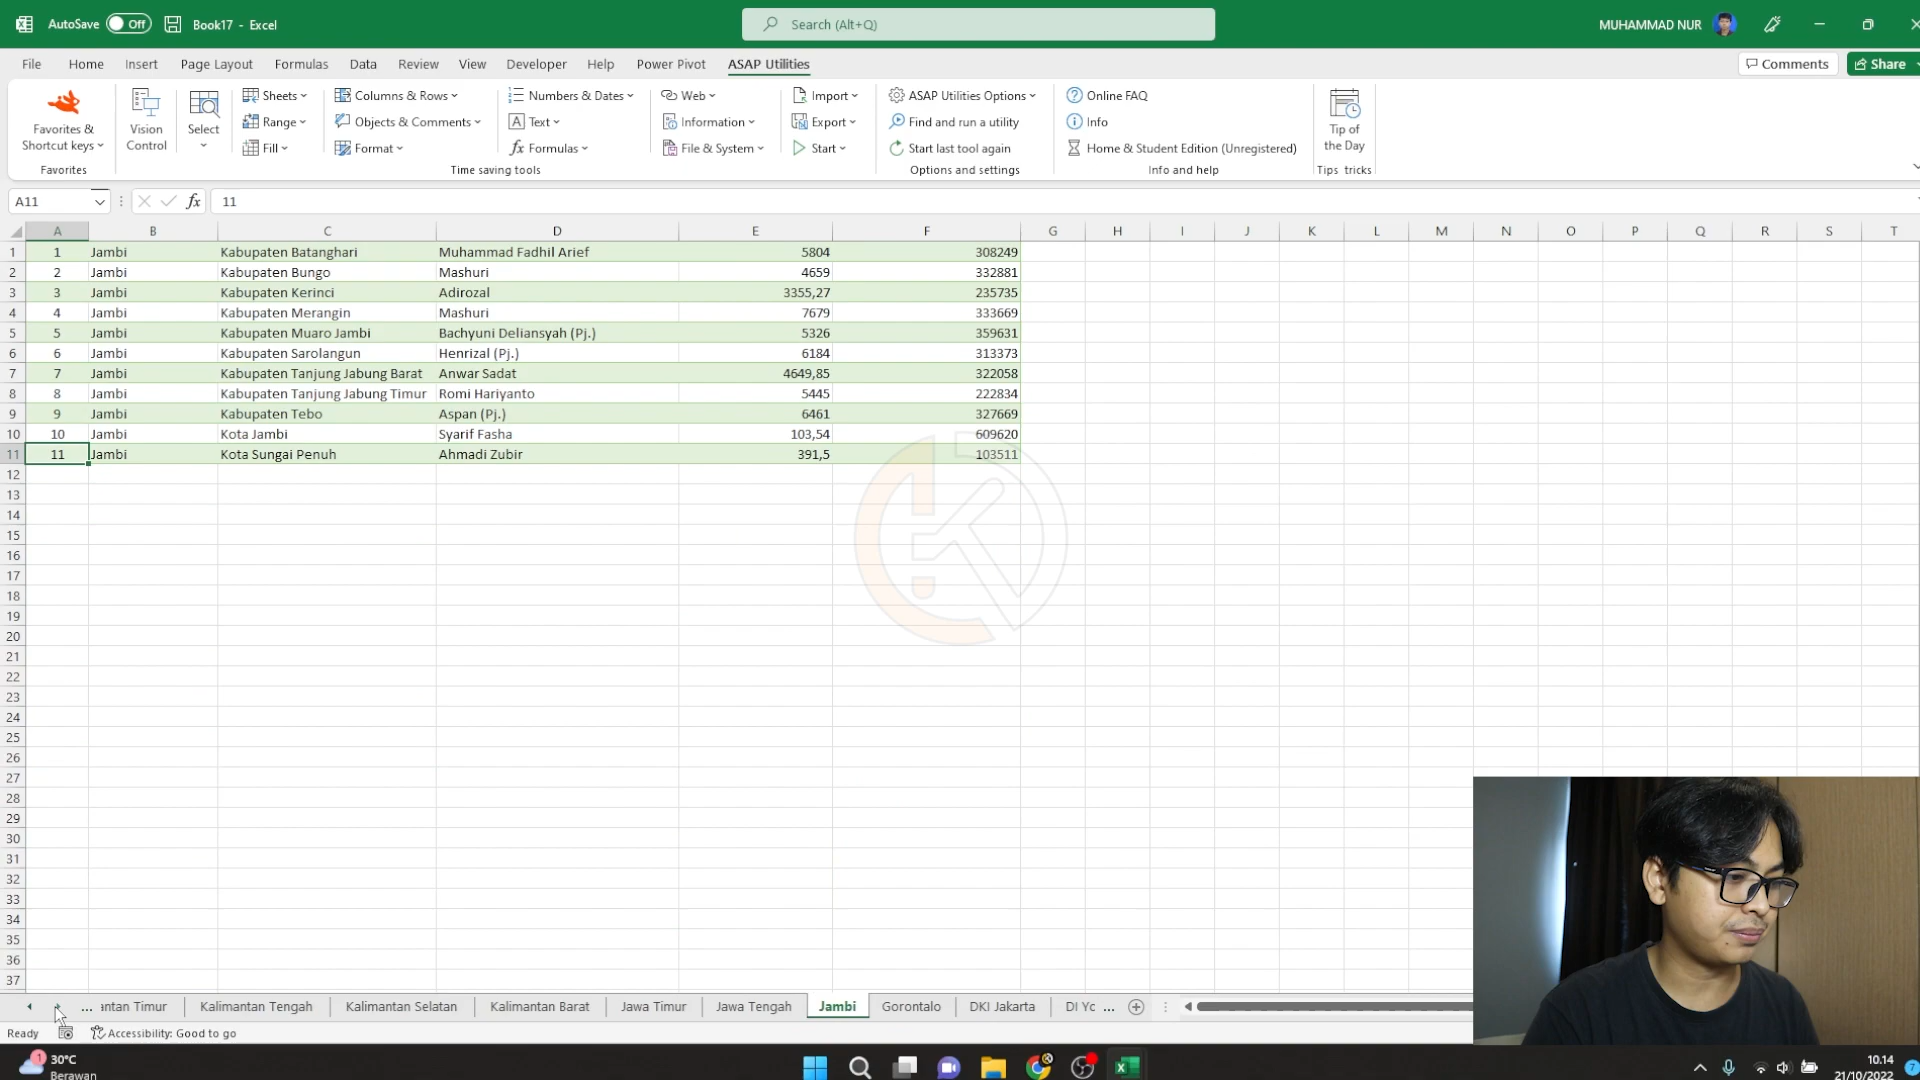 AutoSave Off Book17 - Excel Search (Alt+Q) MUHAMMAD NUR
File Home Insert Page Layout Formulas Data Review View Developer Help Power Pivot ASAP Utilities Comments Share
Favorites & Shortcut keys
Vision Control
Select
Sheets
Range
Fill
Columns & Rows
Objects & Comments
Format
Numbers & Dates
Text
Formulas
Web
Information
File & System
Import
Export
Start
ASAP Utilities Options
Find and run a utility
Start last tool again
Online FAQ
Info
Home & Student Edition (Unregistered)
Tip of the Day
Favorites Time saving tools Options and settings Info and help Tips tricks
A11 fx 11
A B C D E F G H I J K L M N O P Q R S T
1 1 Jambi Kabupaten Batanghari Muhammad Fadhil Arief 5804 308249
2 2 Jambi Kabupaten Bungo Mashuri 4659 332881
3 3 Jambi Kabupaten Kerinci Adirozal 3355,27 235735
4 4 Jambi Kabupaten Merangin Mashuri 7679 333669
5 5 Jambi Kabupaten Muaro Jambi Bachyuni Deliansyah (Pj.) 5326 359631
6 6 Jambi Kabupaten Sarolangun Henrizal (Pj.) 6184 313373
7 7 Jambi Kabupaten Tanjung Jabung Barat Anwar Sadat 4649,85 322058
8 8 Jambi Kabupaten Tanjung Jabung Timur Romi Hariyanto 5445 222834
9 9 Jambi Kabupaten Tebo Aspan (Pj.) 6461 327669
10 10 Jambi Kota Jambi Syarif Fasha 103,54 609620
11 11 Jambi Kota Sungai Penuh Ahmadi Zubir 391,5 103511
12
13
14
15
16
17
18
19
20
21
22
23
24
25
26
27
28
29
30
31
32
33
34
35
36
37
... antan Timur Kalimantan Tengah Kalimantan Selatan Kalimantan Barat Jawa Timur Jawa Tengah Jambi Gorontalo DKI Jakarta DI Yc ...
Ready Accessibility: Good to go
1 30°C
Berawan
10.14
21/10/2022
7